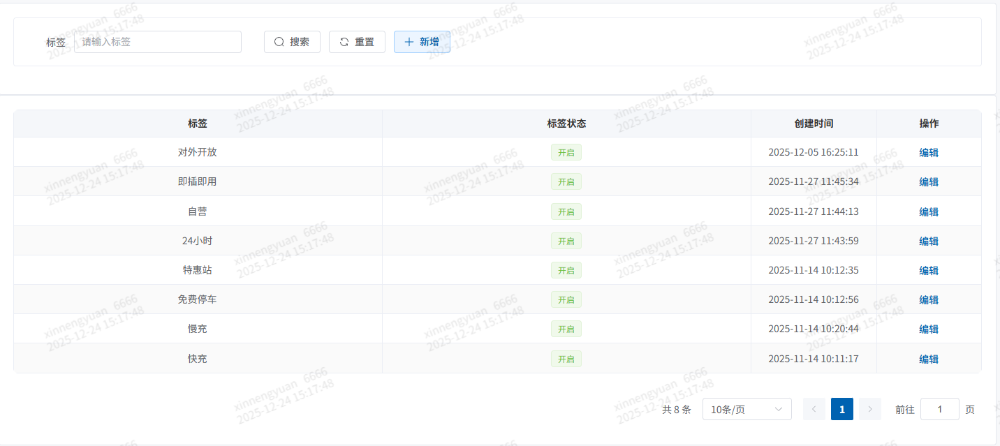 标签 请输入标签 搜索 重置 新增
标签 标签状态 创建时间 操作
对外开放 开启 2025-12-05 16:25:11 编辑
即插即用 开启 2025-11-27 11:45:34 编辑
自营 开启 2025-11-27 11:44:13 编辑
24小时 开启 2025-11-27 11:43:59 编辑
特惠站 开启 2025-11-14 10:12:35 编辑
免费停车 开启 2025-11-14 10:12:56 编辑
慢充 开启 2025-11-14 10:20:44 编辑
快充 开启 2025-11-14 10:11:17 编辑
共 8 条 10条/页 1 前往 1 页
xinnengyuan 6666
2025-12-24 15:17:48